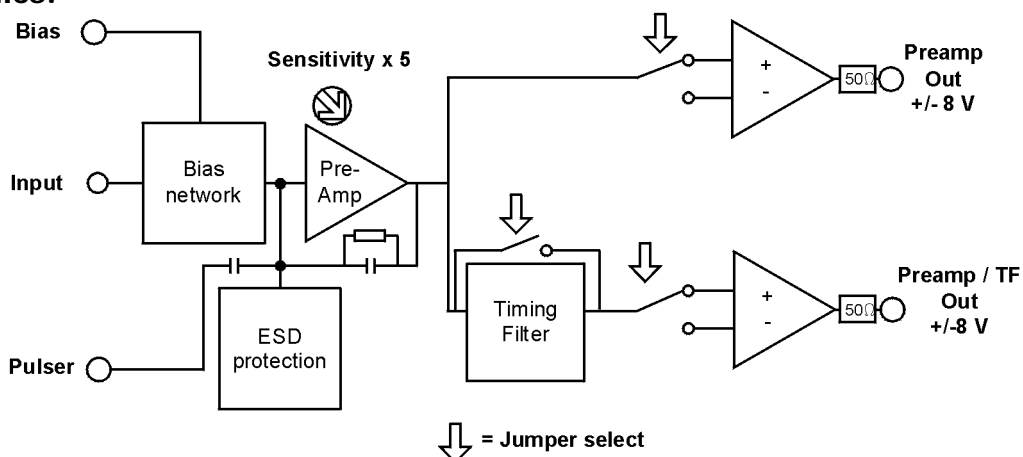 Bias
Sensitivity x 5
Preamp
Out
+/- 8 V
+
-
50Ω
Input
Bias
network
Pre-
Amp
Timing
Filter
+
-
50Ω
Preamp / TF
Out
+/-8 V
ESD
protection
Pulser
= Jumper select